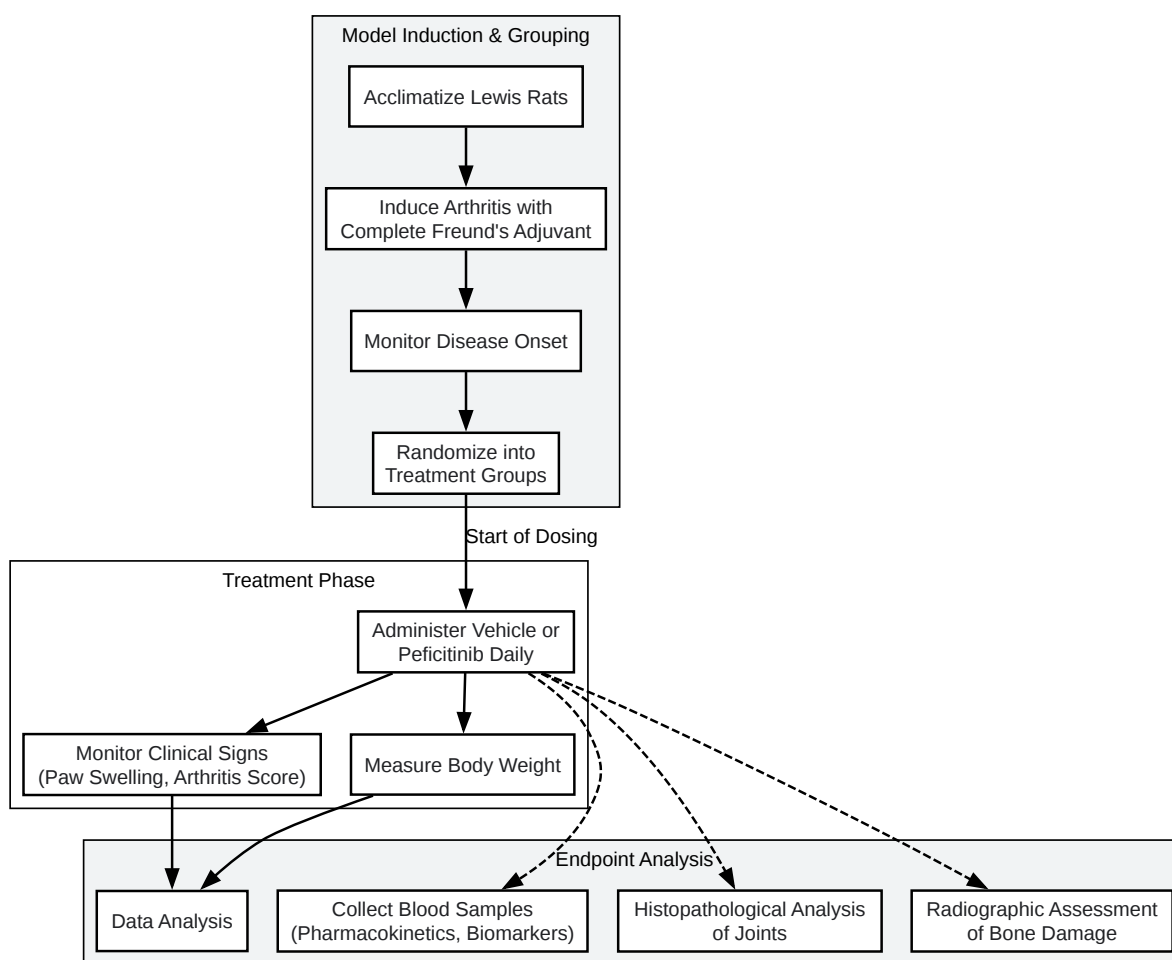 Model Induction & Grouping
Acclimatize Lewis Rats
Induce Arthritis with
Complete Freund's Adjuvant
Monitor Disease Onset
Randomize into
Treatment Groups
Start of Dosing
Treatment Phase
Administer Vehicle or
Peficitinib Daily
Monitor Clinical Signs
(Paw Swelling, Arthritis Score)
Measure Body Weight
Endpoint Analysis
Data Analysis
Collect Blood Samples
(Pharmacokinetics, Biomarkers)
Histopathological Analysis
of Joints
Radiographic Assessment
of Bone Damage